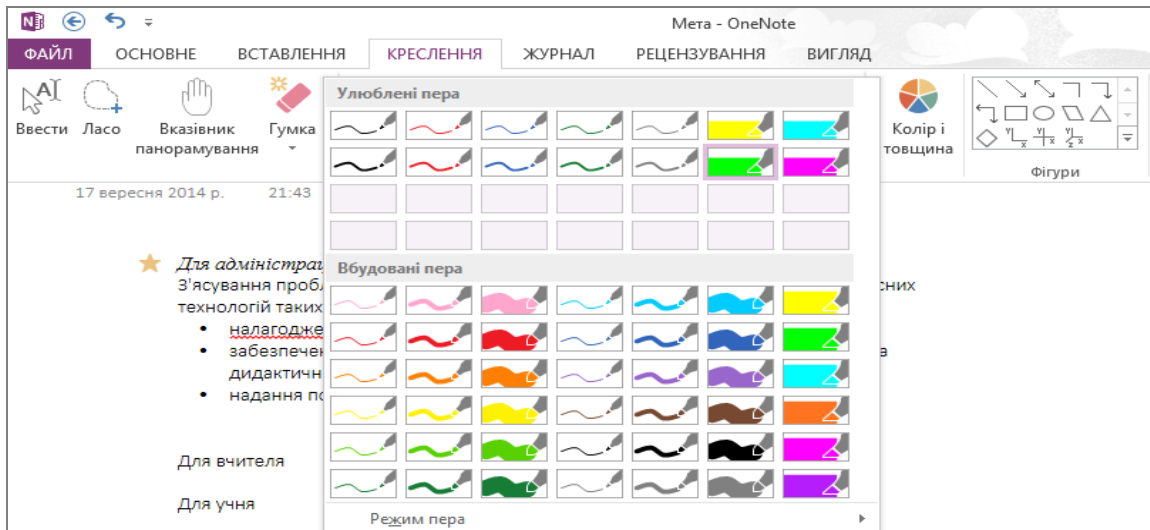 Мета - OneNote
ФАЙЛ ОСНОВНЕ ВСТАВЛЕННЯ КРЕСЛЕННЯ ЖУРНАЛ РЕЦЕНЗУВАННЯ ВИГЛЯД
Ввести Ласо Вказівник панорамування Гумка
Улюблені пера
Колір і товщина
Фігури
17 вересня 2014 р. 21:43
Для адміністрац
З'ясування пробл сних
технологій таких
• налагодже
• забезпечен а
дидактичн
• надання по
Вбудовані пера
Для вчителя
Для учня
Режим пера